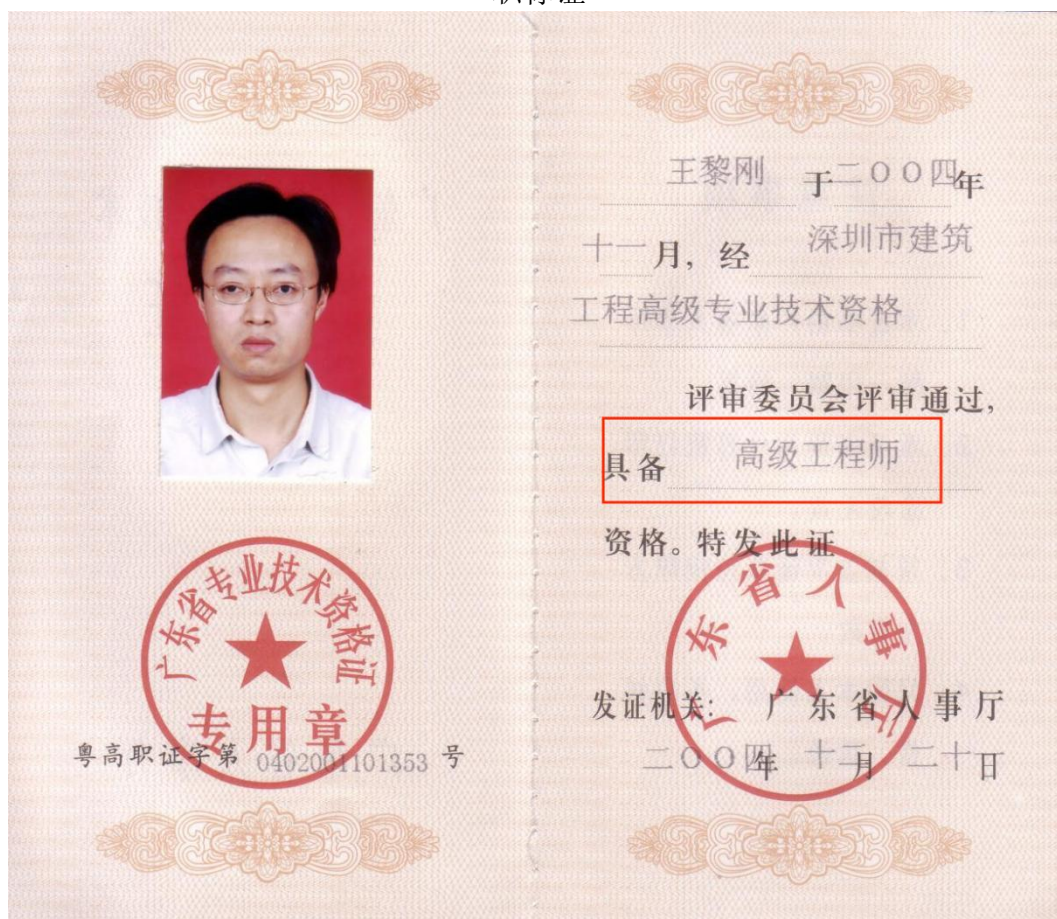 职称证
王黎刚 于二〇〇四年
十一月，经 深圳市建筑
工程高级专业技术资格
评审委员会评审通过，
具备 高级工程师
资格。特发此证
广东省人事厅
发证机关： 广东省人事厅
二〇〇四年 十二月 二十日
广东省专业技术资格证
专用章
粤高职证字第 0402001101353 号